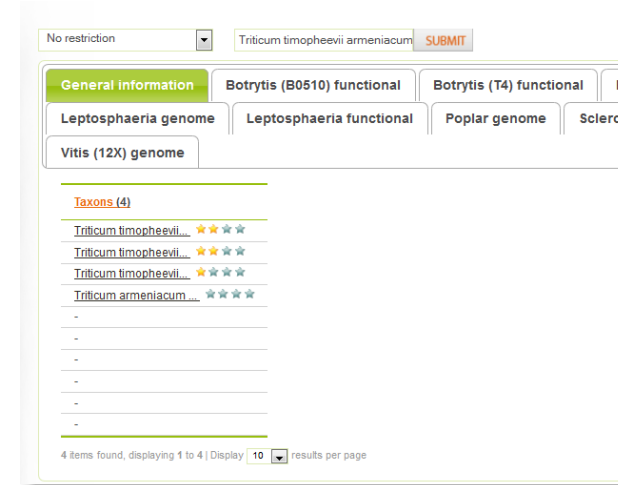 No restriction Triticum timopheevii armeniacum SUBMIT
General information Botrytis (B0510) functional Botrytis (T4) functional
Leptosphaeria genome Leptosphaeria functional Poplar genome Scler
Vitis (12X) genome
Taxons (4)
Triticum timopheevii...
Triticum timopheevii...
Triticum timopheevii...
Triticum armeniacum ...
-
-
-
-
-
-
4 items found, displaying 1 to 4 | Display 10 results per page